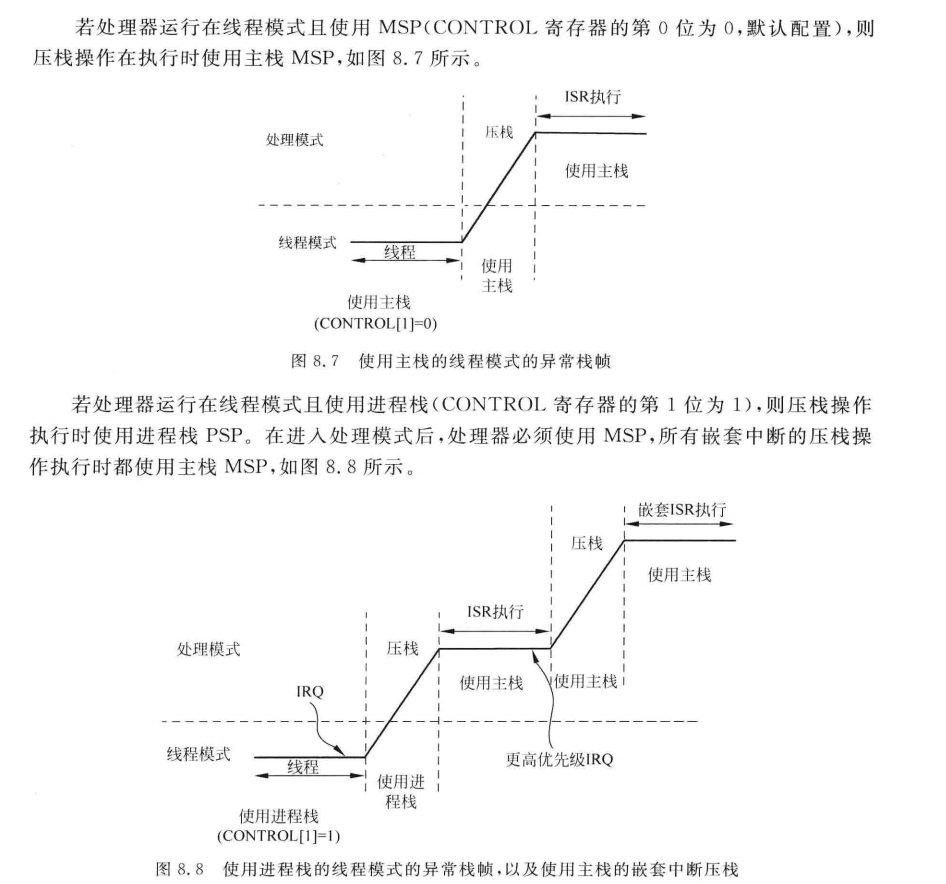 若处理器运行在线程模式且使用 MSP(CONTROL 寄存器的第 0 位为 0,默认配置),则
压栈操作在执行时使用主栈 MSP,如图 8.7 所示。
ISR执行
处理模式
压栈
使用主栈
线程模式
线程
使用
主栈
使用主栈
(CONTROL[1]=0)
图 8.7 使用主栈的线程模式的异常栈帧
若处理器运行在线程模式且使用进程栈(CONTROL 寄存器的第 1 位为 1),则压栈操作
执行时使用进程栈 PSP。在进入处理模式后,处理器必须使用 MSP,所有嵌套中断的压栈操
作执行时都使用主栈 MSP,如图 8.8 所示。
嵌套ISR执行
压栈
使用主栈
ISR执行
处理模式
压栈
使用主栈
使用主栈
IRQ
线程模式
线程
更高优先级IRQ
使用进
程栈
使用进程栈
(CONTROL[1]=1)
图 8.8 使用进程栈的线程模式的异常栈帧,以及使用主栈的嵌套中断压栈